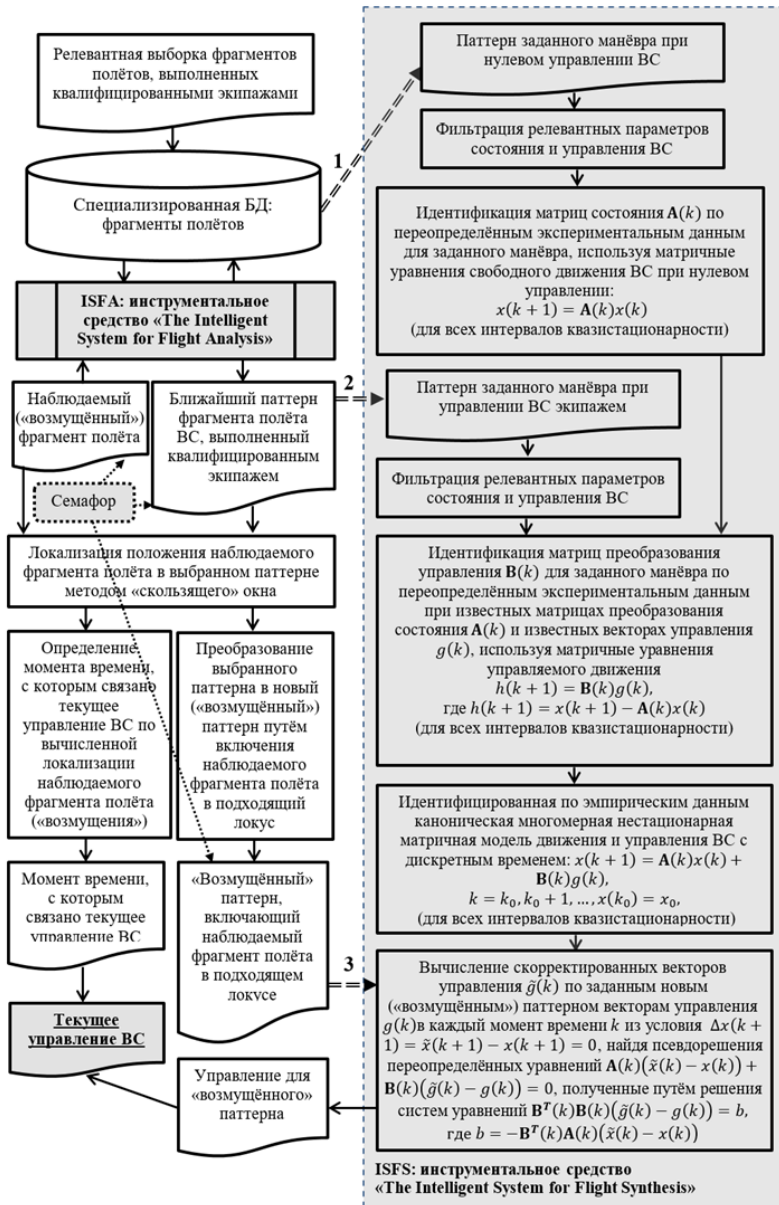 Релевантная выборка фрагментов
полётов, выполненных
квалифицированными экипажами
Специализированная БД:
фрагменты полётов
ISFA: инструментальное
средство «The Intelligent
System for Flight Analysis»
Наблюдаемый
(«возмущённый»)
фрагмент полёта
Ближайший паттерн
фрагмента полёта
ВС, выполненный
квалифицированным
экипажем
Семафор
Локализация положения наблюдаемого
фрагмента полёта в выбранном паттерне
методом «скользящего» окна
Определение
момента времени,
с которым связано
текущее
управление ВС по
вычисленной
локализации
наблюдаемого
фрагмента полёта
(«возмущения»)
Преобразование
выбранного
паттерна в новый
(«возмущённый»)
паттерн путём
включения
наблюдаемого
фрагмента полёта
в подходящий
локус
Момент времени,
с которым
связано текущее
управление ВС
«Возмущённый»
паттерн,
включающий
наблюдаемый
фрагмент полёта
в подходящем
локусе
Текущее
управление ВС
Управление для
«возмущённого»
паттерна
1
2
3
Паттерн заданного манёвра при
нулевом управлении ВС
Фильтрация релевантных параметров
состояния и управления ВС
Идентификация матриц состояния A(k) по
переопределённым экспериментальным данным
для заданного манёвра, используя матричные
уравнения свободного движения ВС при нулевом
управлении:
x(k + 1) = A(k)x(k)
(для всех интервалов квазистационарности)
Паттерн заданного манёвра при
управлении ВС экипажем
Фильтрация релевантных параметров
состояния и управления ВС
Идентификация матриц преобразования
управления B(k) для заданного манёвра по
переопределённым экспериментальным данным
при известных матрицах преобразования
состояния A(k) и известных векторах управления
g(k), используя матричные уравнения
управляемого движения
h(k + 1) = B(k)g(k),
где h(k + 1) = x(k + 1) − A(k)x(k)
(для всех интервалов квазистационарности)
Идентифицированная по эмпирическим данным
каноническая многомерная нестационарная
матричная модель движения и управления ВС с
дискретным временем: x(k + 1) = A(k)x(k) +
B(k)g(k),
k = k₀, k₀ + 1, …, x(k₀) = x₀,
(для всех интервалов квазистационарности)
Вычисление скорректированных векторов
управления g̃(k) по заданным новым
(«возмущённым») паттерном векторам управления
g(k)в каждый момент времени k из условия Δx(k +
1) = x̃(k + 1) − x(k + 1) = 0, найдя псевдорешения
переопределённых уравнений A(k)(x̃(k) − x(k)) +
B(k)(g̃(k) − g(k)) = 0, полученные путём решения
систем уравнений Bᵀ(k)B(k)(g̃(k) − g(k)) = b,
где b = −Bᵀ(k)A(k)(x̃(k) − x(k))
ISFS: инструментальное средство
«The Intelligent System for Flight Synthesis»